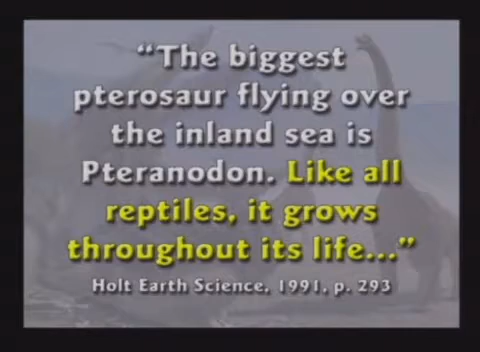 “The biggest
pterosaur flying over
the inland sea is
Pteranodon. Like all
reptiles, it grows
throughout its life...”
Holt Earth Science, 1991, p. 293